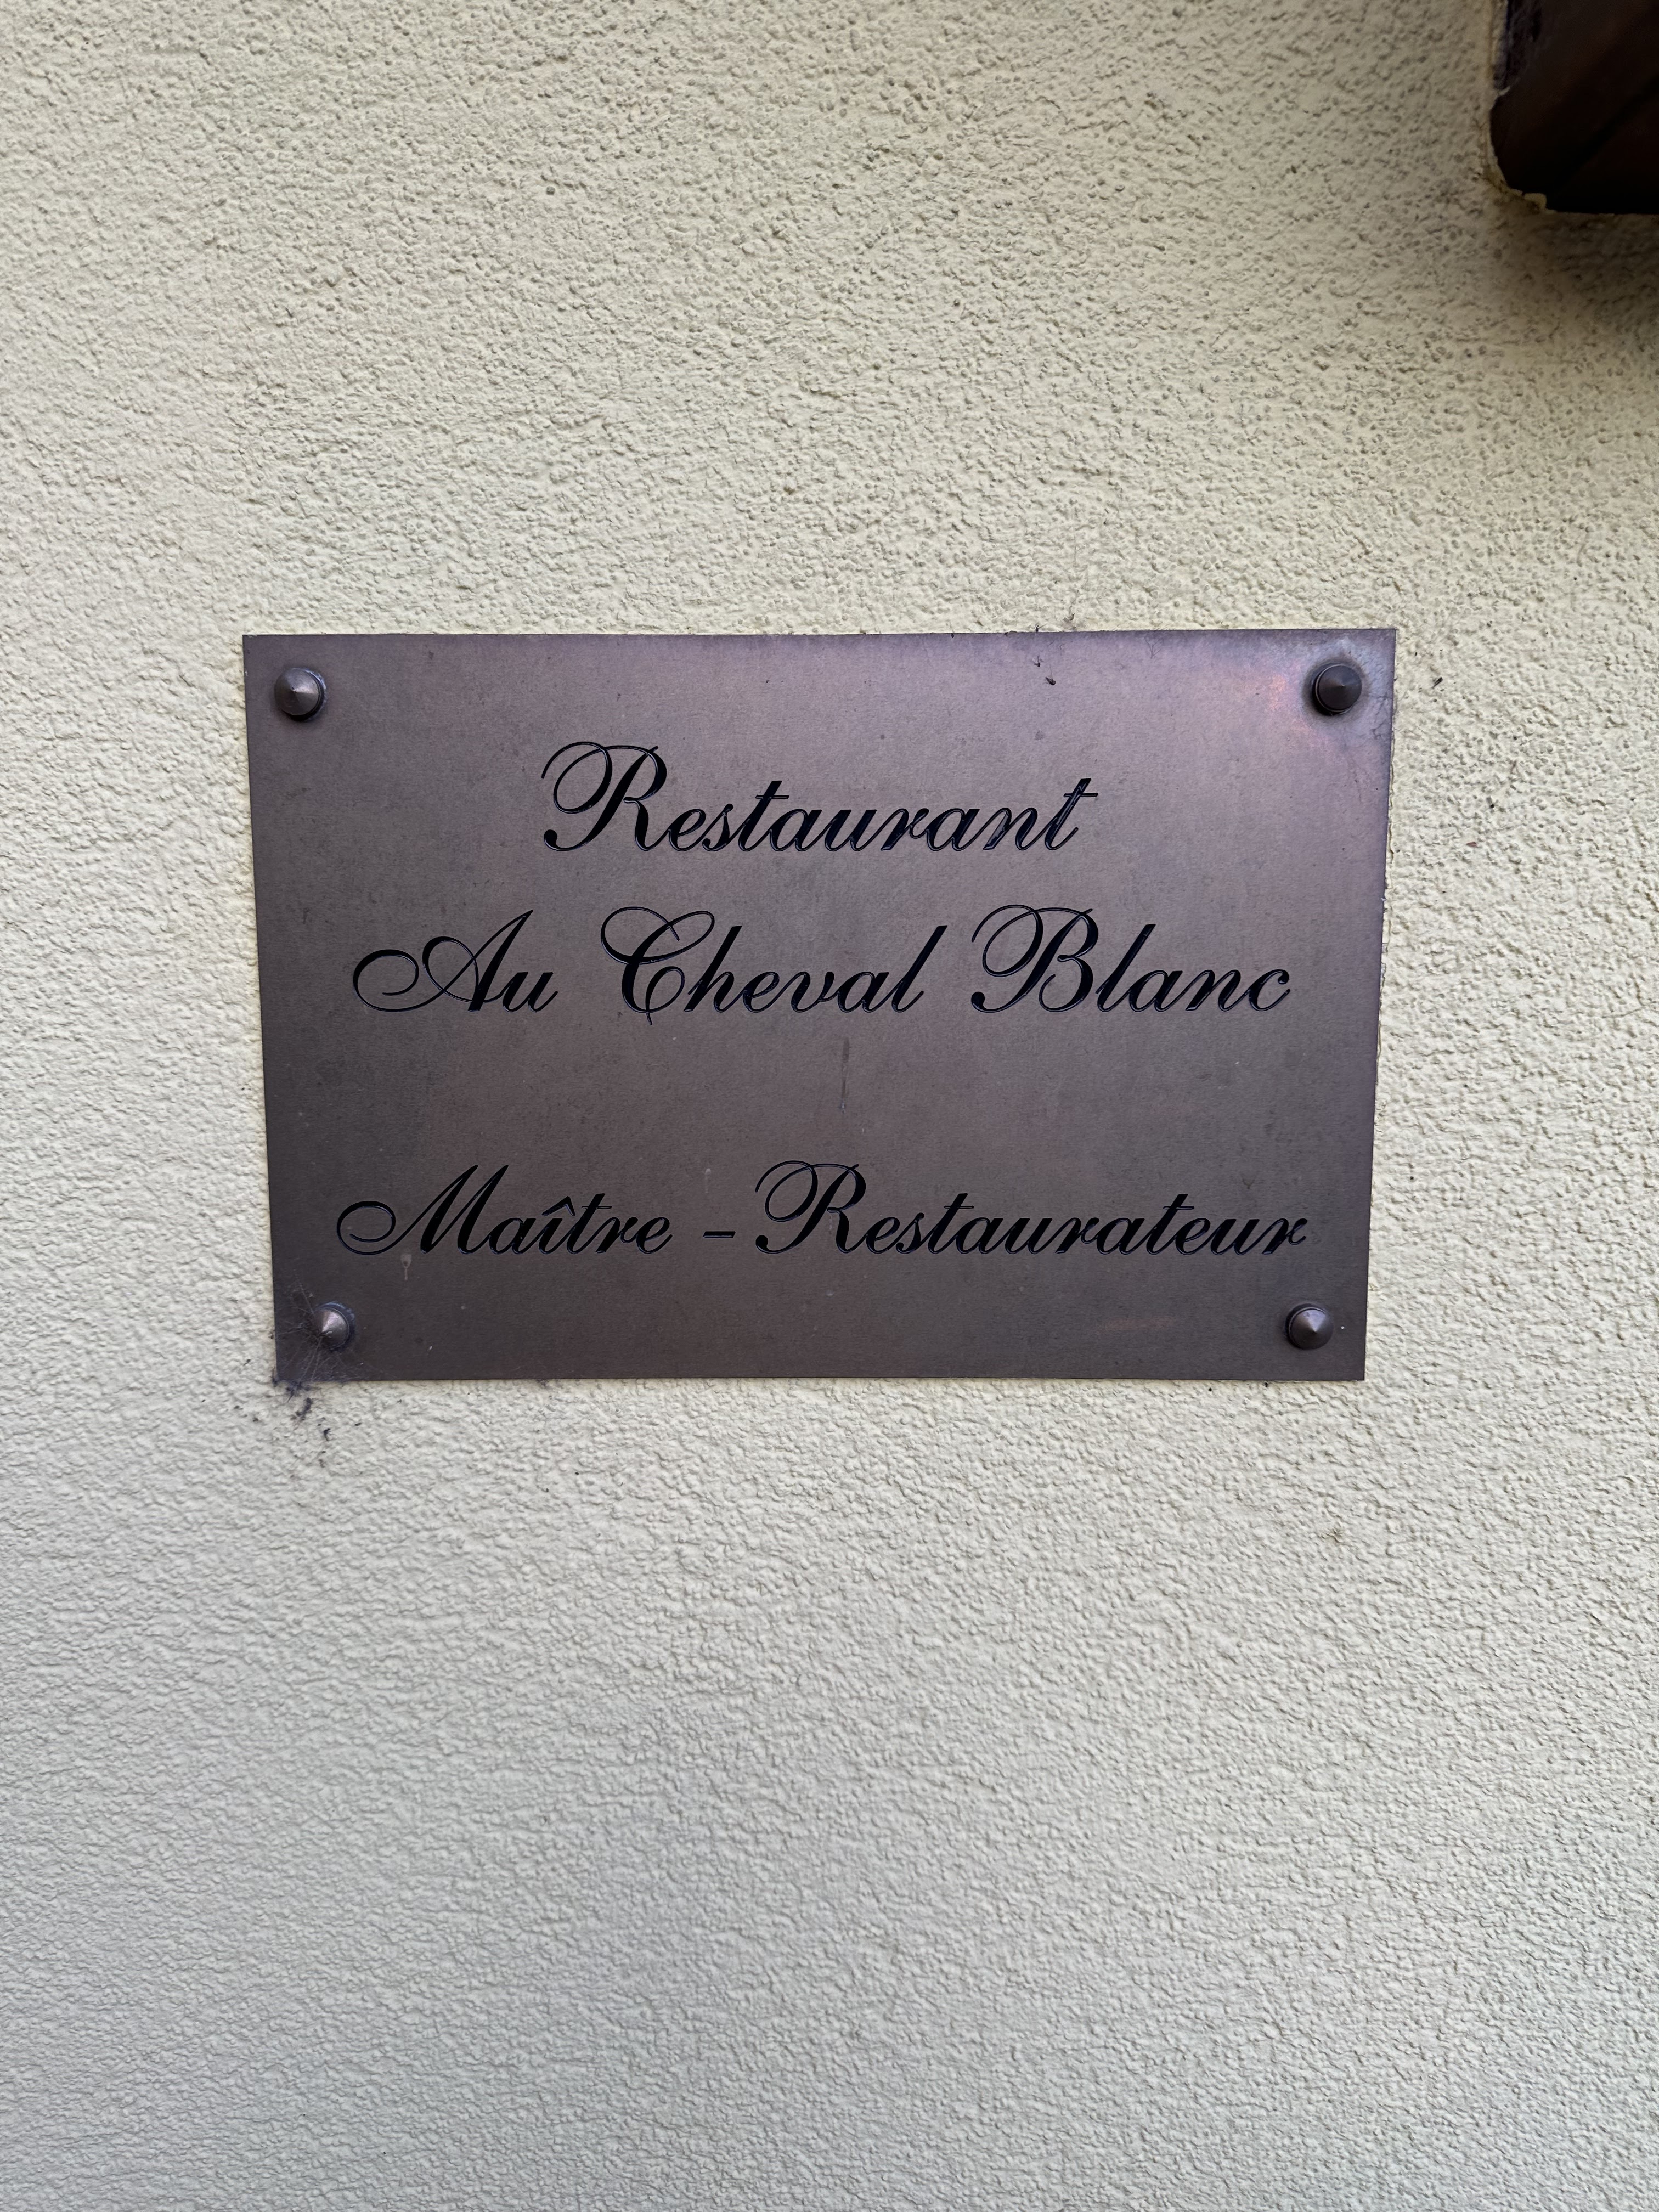 Restaurant
Au Cheval Blanc
Maître - Restaurateur